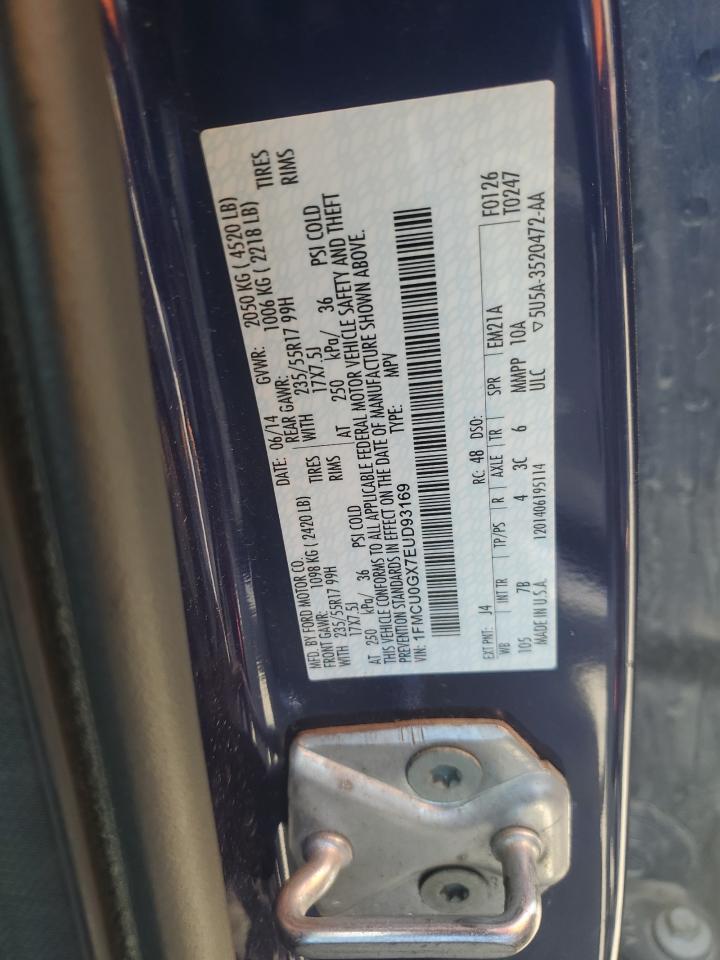 MFD. BY FORD MOTOR CO. DATE: 06/14 GVWR: 2050 KG ( 4520 LB)
FRONT GAWR: 1098 KG ( 2420 LB) REAR GAWR: 1006 KG ( 2218 LB)
WITH 235/55R17 99H TIRES WITH 235/55R17 99H TIRES
17X7.5J RIMS 17X7.5J RIMS
AT 250 kPa/ 36 PSI COLD AT 250 kPa/ 36 PSI COLD
THIS VEHICLE CONFORMS TO ALL APPLICABLE FEDERAL MOTOR VEHICLE SAFETY AND THEFT
PREVENTION STANDARDS IN EFFECT ON THE DATE OF MANUFACTURE SHOWN ABOVE.
VIN: 1FMCU0GX7EUD93169 TYPE: MPV
EXT PNT: J4 RC: 48 DSO: F0126
WB INT TR TP/PS R AXLE TR SPR EM21A T0247
105 7B 4 3C 6 MMPP 10A
MADE IN U.S.A. 1201406195114 ULC ▽5U5A-3520472-AA